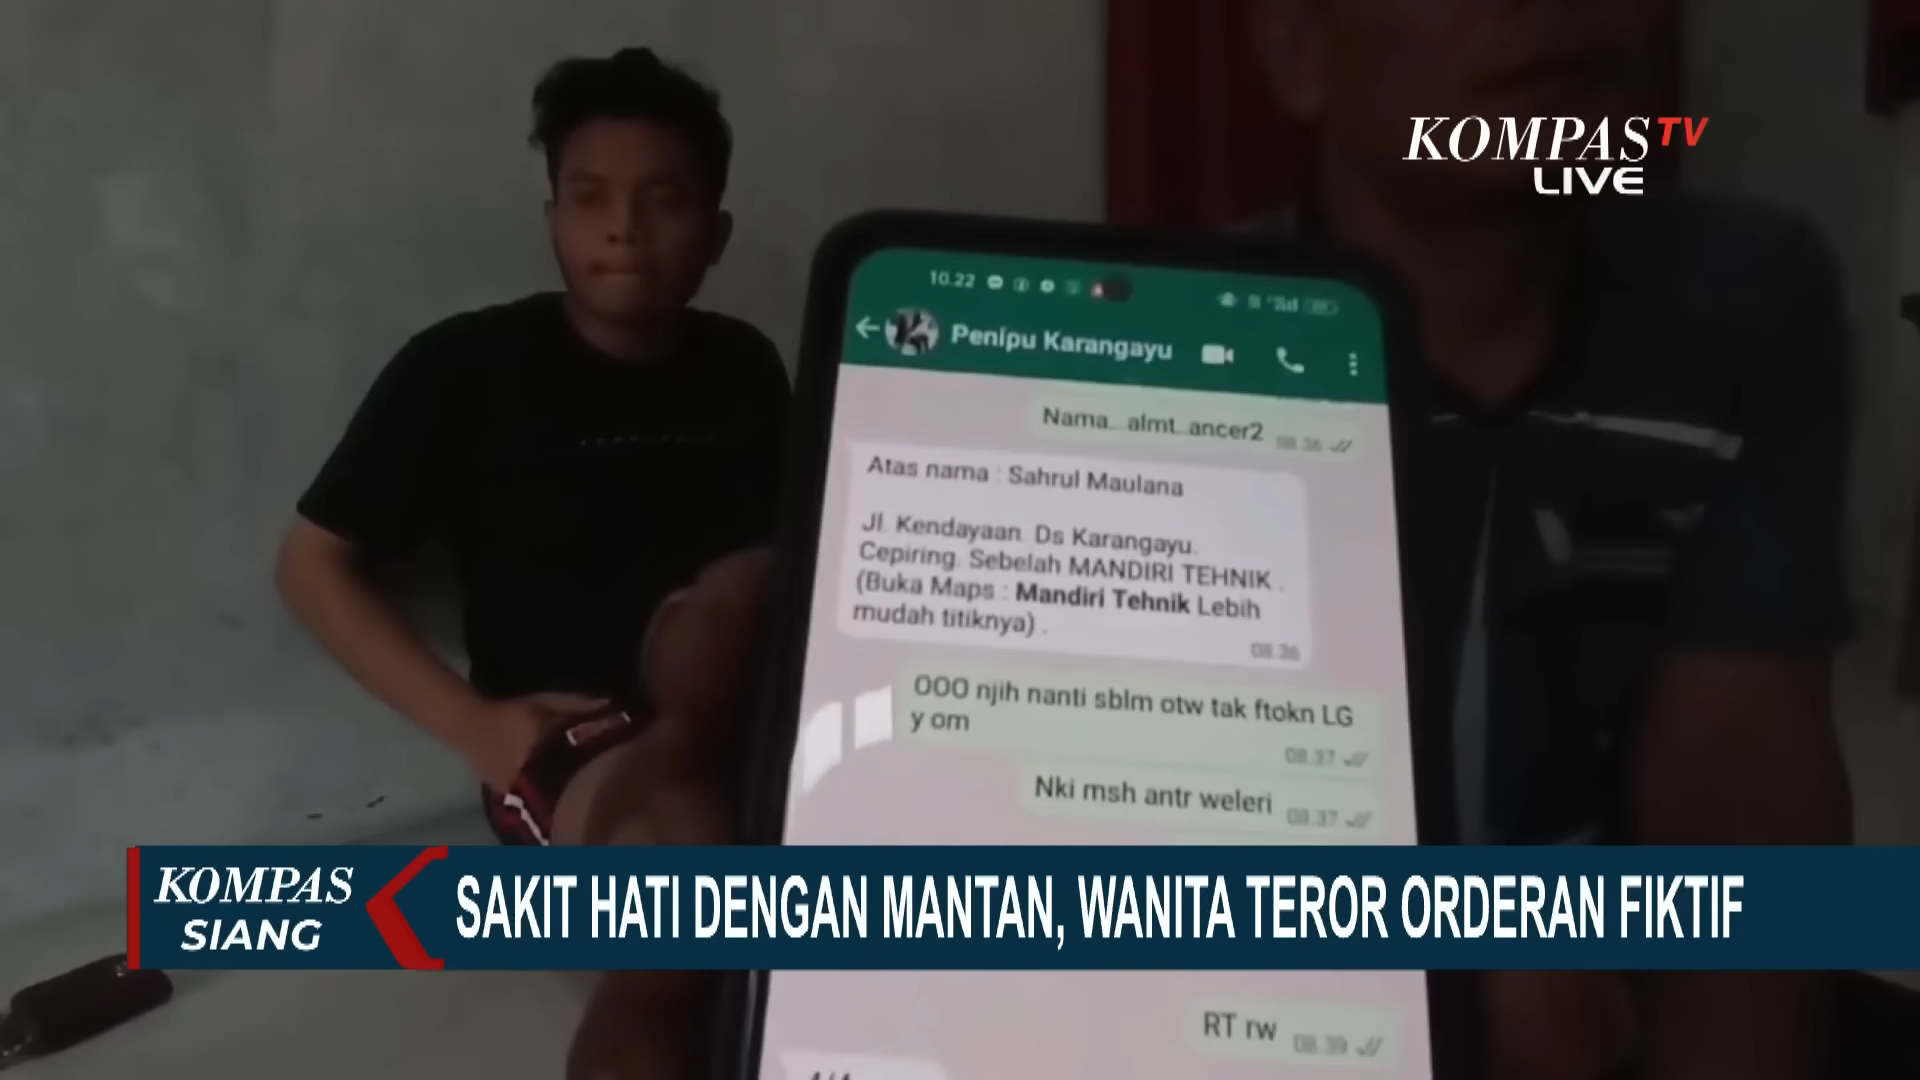 KOMPAS TV
LIVE
10.22
Penipu Karangayu
Nama...almt..ancer2 08.36
Atas nama : Sahrul Maulana
Jl. Kendayaan. Ds Karangayu.
Cepiring. Sebelah MANDIRI TEHNIK .
(Buka Maps : Mandiri Tehnik Lebih
mudah titiknya) .
08.36
OOO njih nanti sblm otw tak ftokn LG
y om
08.37
Nki msh antr weleri 08.37
KOMPAS
SIANG
SAKIT HATI DENGAN MANTAN, WANITA TEROR ORDERAN FIKTIF
RT rw 08.39